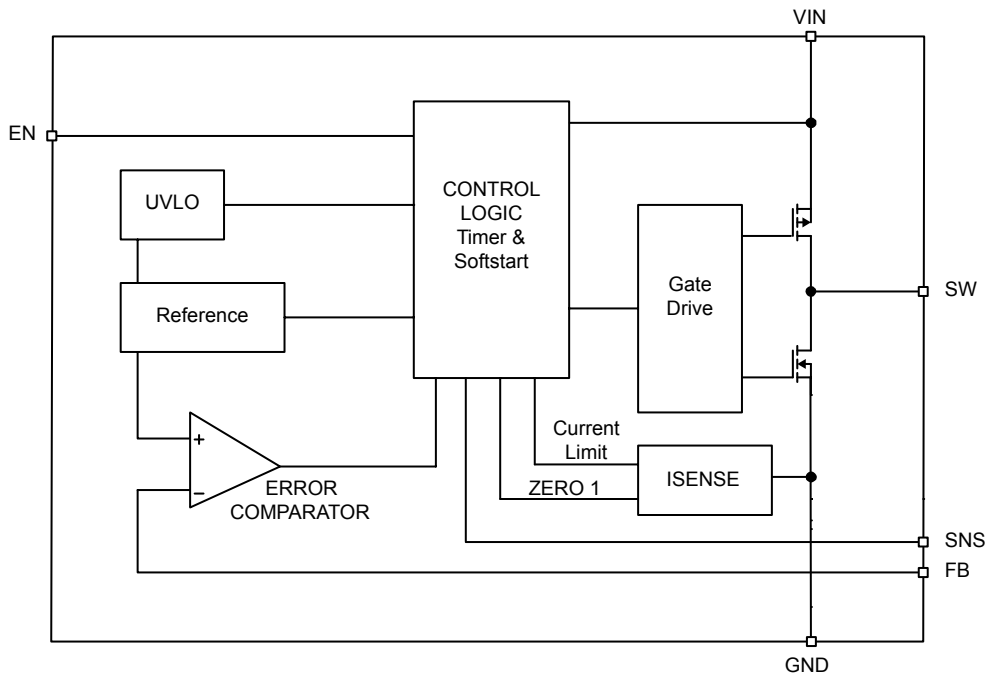 VIN
EN
UVLO
CONTROL
LOGIC
Timer &
Softstart
Gate
Drive
SW
Reference
+
−
ERROR
COMPARATOR
Current
Limit
ZERO 1
ISENSE
SNS
FB
GND